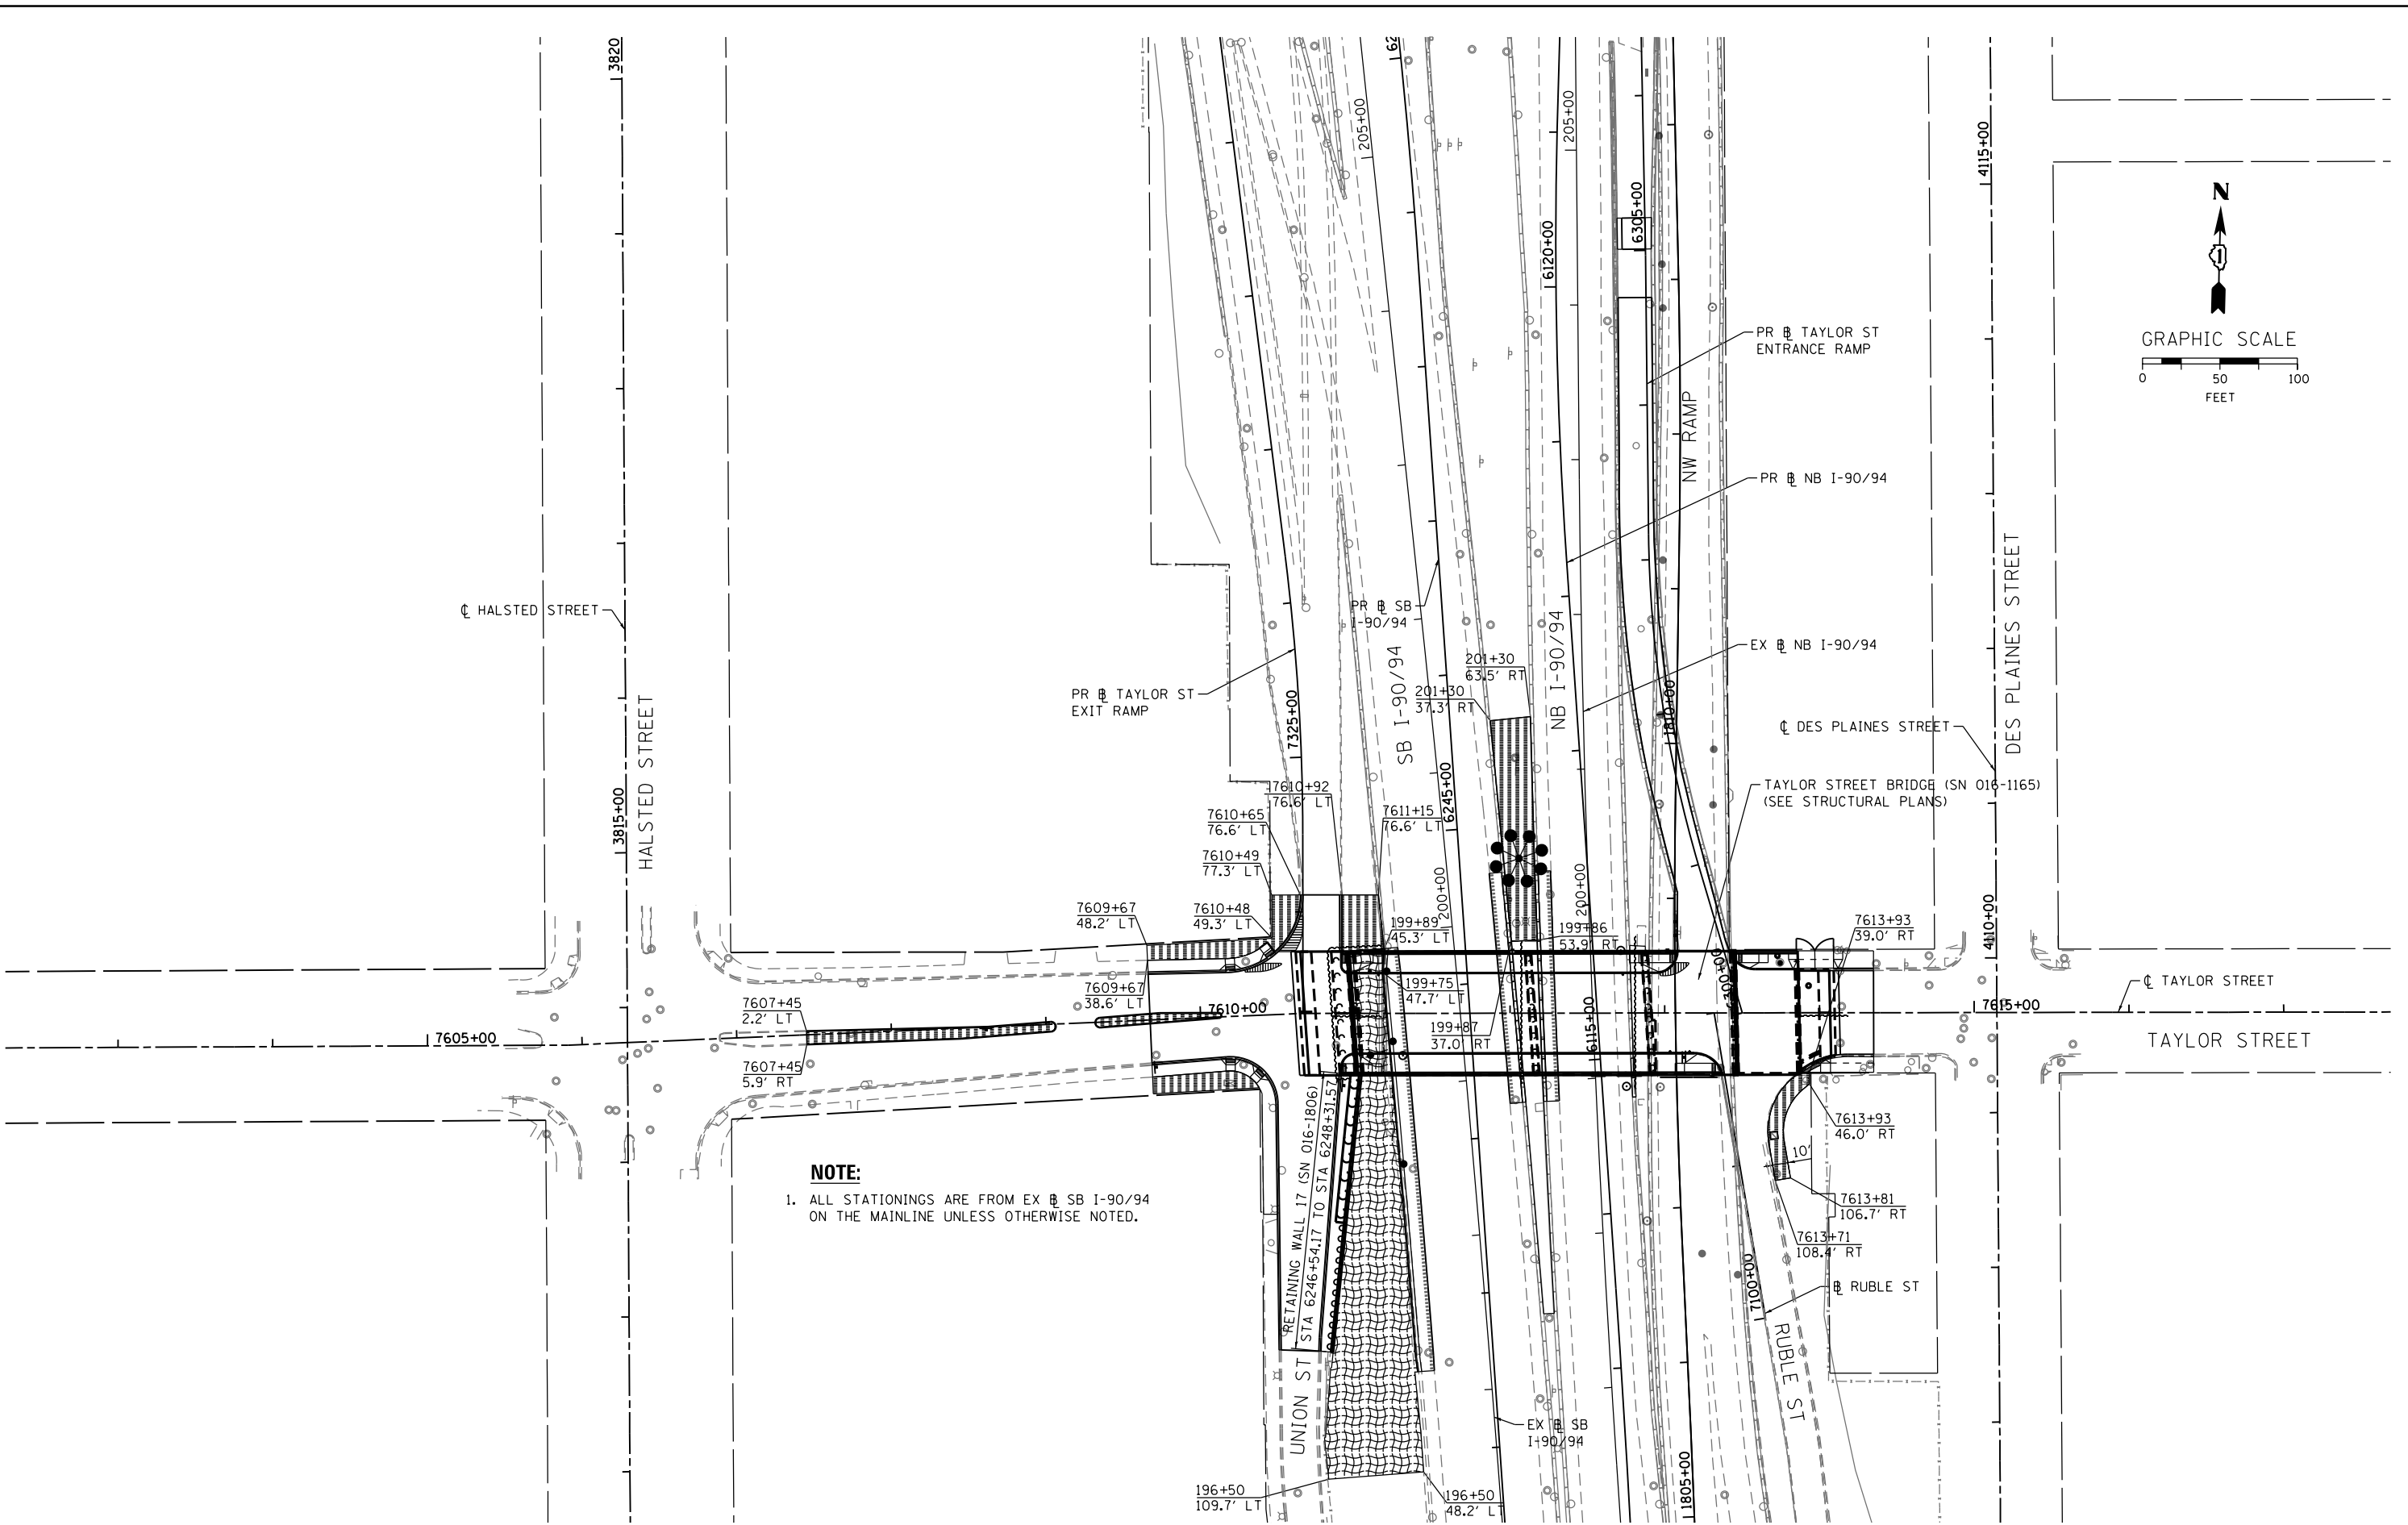 3820
62
205+00
205+00
4115+00
6305+00
6120+00
N
GRAPHIC SCALE
0 50 100
FEET
PR ⅊ TAYLOR ST
ENTRANCE RAMP
NW RAMP
PR ⅊ NB I-90/94
℄ HALSTED STREET
PR ⅊ SB
I-90/94
DES PLAINES STREET
EX ⅊ NB I-90/94
NB I-90/94
SB I-90/94
201+30
63.5' RT
201+30
37.3' RT
PR ⅊ TAYLOR ST
EXIT RAMP
HALSTED STREET
7325+00
1810+00
℄ DES PLAINES STREET
TAYLOR STREET BRIDGE (SN 016-1165)
(SEE STRUCTURAL PLANS)
7610+92
76.6' LT
7610+65
76.6' LT
7611+15
76.6' LT
6245+00
3815+00
7610+49
77.3' LT
200+00
200+00
7609+67
48.2' LT
7610+48
49.3' LT
199+89
45.3' LT
199+86
53.9' RT
7613+93
39.0' RT
4110+00
7609+67
38.6' LT
199+75
47.7' LT
6300+00
℄ TAYLOR STREET
7607+45
2.2' LT
7610+00
7615+00
7605+00
199+87
37.0' RT
6115+00
TAYLOR STREET
7607+45
5.9' RT
7613+93
46.0' RT
10'
NOTE:
1. ALL STATIONINGS ARE FROM EX ⅊ SB I-90/94
ON THE MAINLINE UNLESS OTHERWISE NOTED.
RETAINING WALL 17 (SN 016-1806)
STA 6246+54.17 TO STA 6248+31.57
7613+81
106.7' RT
7613+71
108.4' RT
7100+00
⅊ RUBLE ST
RUBLE ST
UNION ST
EX ⅊ SB
I-90/94
196+50
109.7' LT
196+50
48.2' LT
1805+00